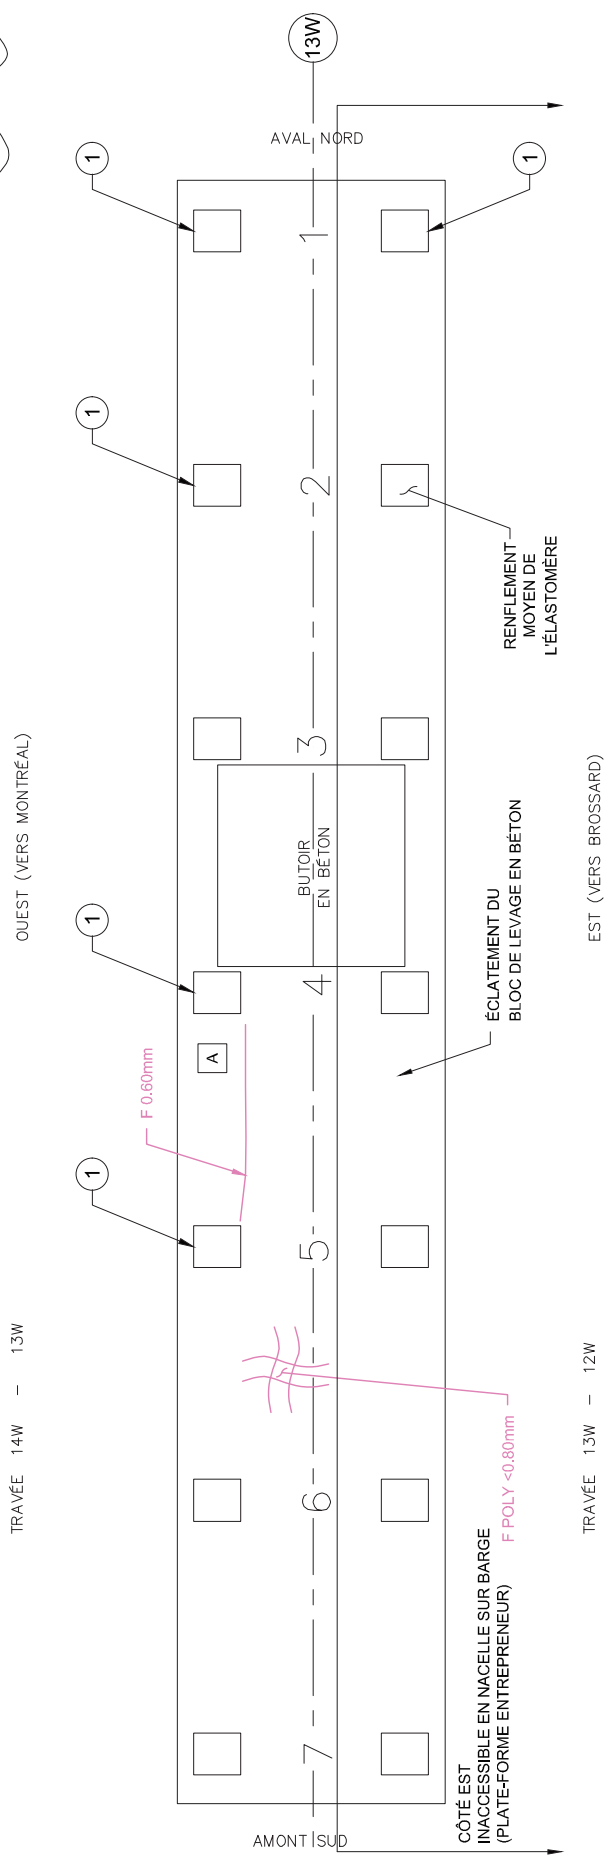 OUEST (VERS MONTRÉAL)
TRAVÉE 14W - 13W
1
1
1
1
1
F 0.60mm
A
AMONT SUD
7
6
5
4
BUTOIR
EN BÉTON
3
2
1
AVAL NORD
13W
CÔTÉ EST
INACCESSIBLE EN NACELLE SUR BARGE
(PLATE-FORME ENTREPRENEUR)
F POLY <0.80mm
ÉCLATEMENT DU
BLOC DE LEVAGE EN BÉTON
RENFLEMENT
MOYEN DE
L'ÉLASTOMÈRE
1
TRAVÉE 13W - 12W
EST (VERS BROSSARD)